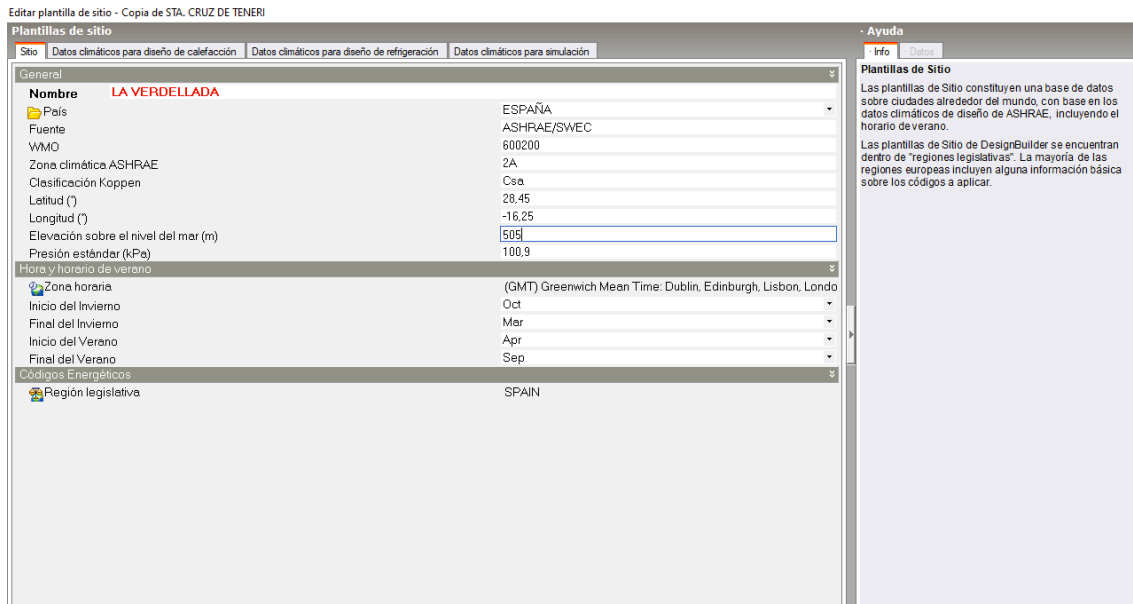 Editar plantilla de sitio - Copia de STA. CRUZ DE TENERI
Plantillas de sitio
Sitio Datos climáticos para diseño de calefacción Datos climáticos para diseño de refrigeración Datos climáticos para simulación
General
Nombre LA VERDELLADA
País ESPAÑA
Fuente ASHRAE/SWEC
WMO 600200
Zona climática ASHRAE 2A
Clasificación Koppen Csa
Latitud (°) 28,45
Longitud (°) -16,25
Elevación sobre el nivel del mar (m) 505
Presión estándar (kPa) 100,9
Hora y horario de verano
Zona horaria (GMT) Greenwich Mean Time: Dublin, Edinburgh, Lisbon, Londo
Inicio del Invierno Oct
Final del Invierno Mar
Inicio del Verano Apr
Final del Verano Sep
Códigos Energéticos
Región legislativa SPAIN
· Ayuda
· Info Datos
Plantillas de Sitio
Las plantillas de Sitio constituyen una base de datos
sobre ciudades alrededor del mundo, con base en los
datos climáticos de diseño de ASHRAE, incluyendo el
horario de verano.
Las plantillas de Sitio de DesignBuilder se encuentran
dentro de "regiones legislativas". La mayoría de las
regiones europeas incluyen alguna información básica
sobre los códigos a aplicar.